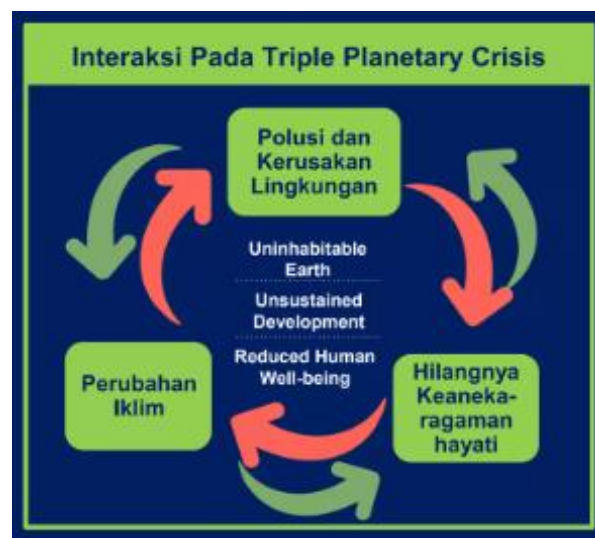 Interaksi Pada Triple Planetary Crisis
Polusi dan
Kerusakan
Lingkungan
Uninhabitable
Earth
Unsustained
Development
Reduced Human
Well-being
Perubahan
Iklim
Hilangnya
Keaneka-
ragaman
hayati